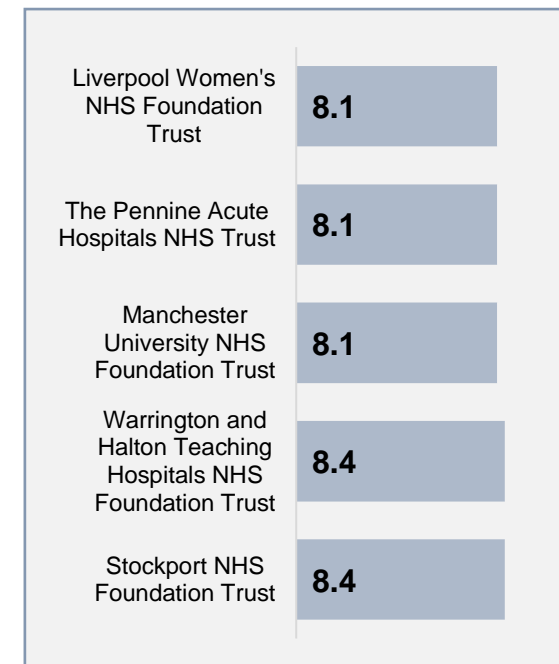 Liverpool Women's
NHS Foundation
Trust
8.1
The Pennine Acute
Hospitals NHS Trust
8.1
Manchester
University NHS
Foundation Trust
8.1
Warrington and
Halton Teaching
Hospitals NHS
Foundation Trust
8.4
Stockport NHS
Foundation Trust
8.4